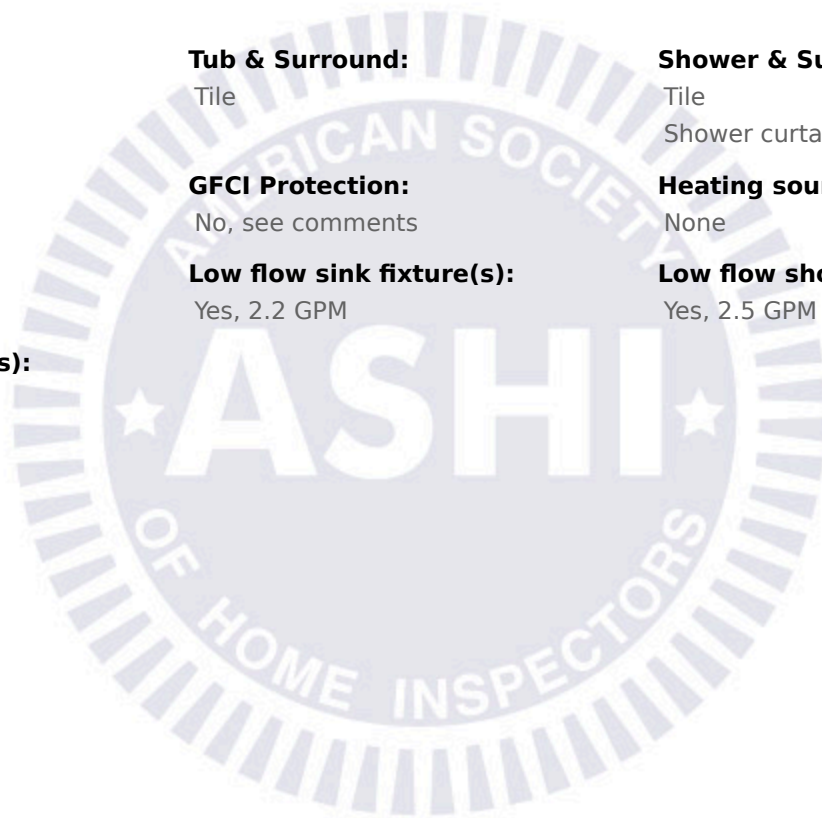 Tub & Surround: Shower & Su
Tile Tile
Shower curta
GFCI Protection: Heating sour
No, see comments None
Low flow sink fixture(s): Low flow sho
Yes, 2.2 GPM Yes, 2.5 GPM
s):
AMERICAN SOCIETY
ASHI
OF HOME INSPECTORS